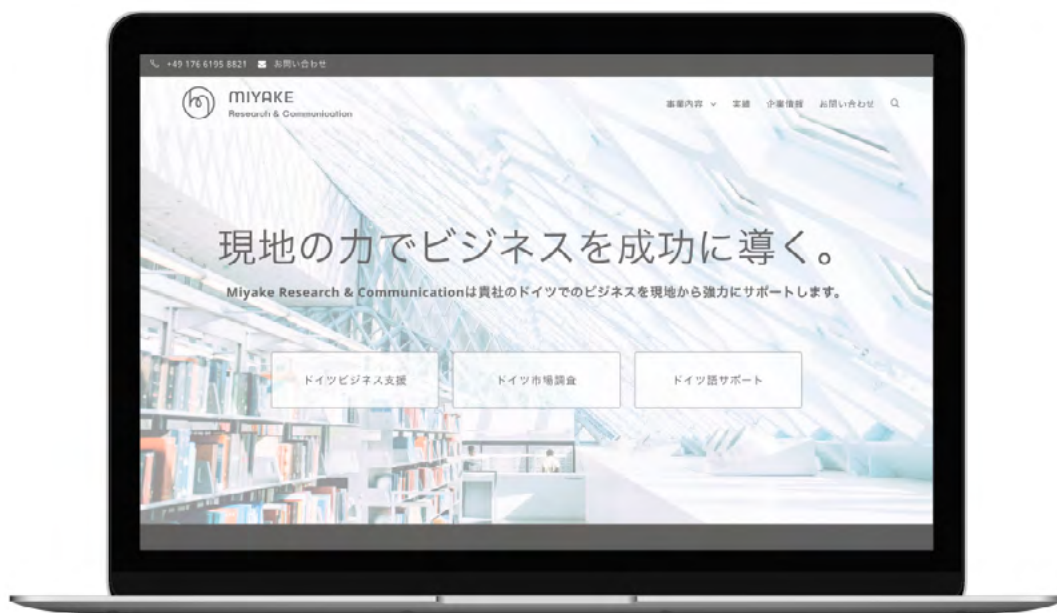 +49 176 6195 8821 お問い合わせ
MIYAKE
Research & Communication
事業内容 実績 企業情報 お問い合わせ
現地の力でビジネスを成功に導く。
Miyake Research & Communicationは貴社のドイツでのビジネスを現地から強力にサポートします。
ドイツビジネス支援 ドイツ市場調査 ドイツ語サポート